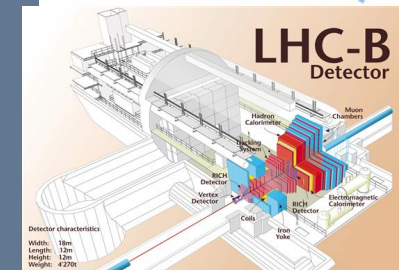 LHC-B
Detector
Hadron
Calorimeter
Muon
Chambers
Tracking
System
RICH
Detector
Vertex
Detector
Coils
RICH
Detector
Electromagnetic
Calorimeter
Iron
Yoke
Detector characteristics
Width: 18m
Length: 12m
Height: 12m
Weight: 4'270t